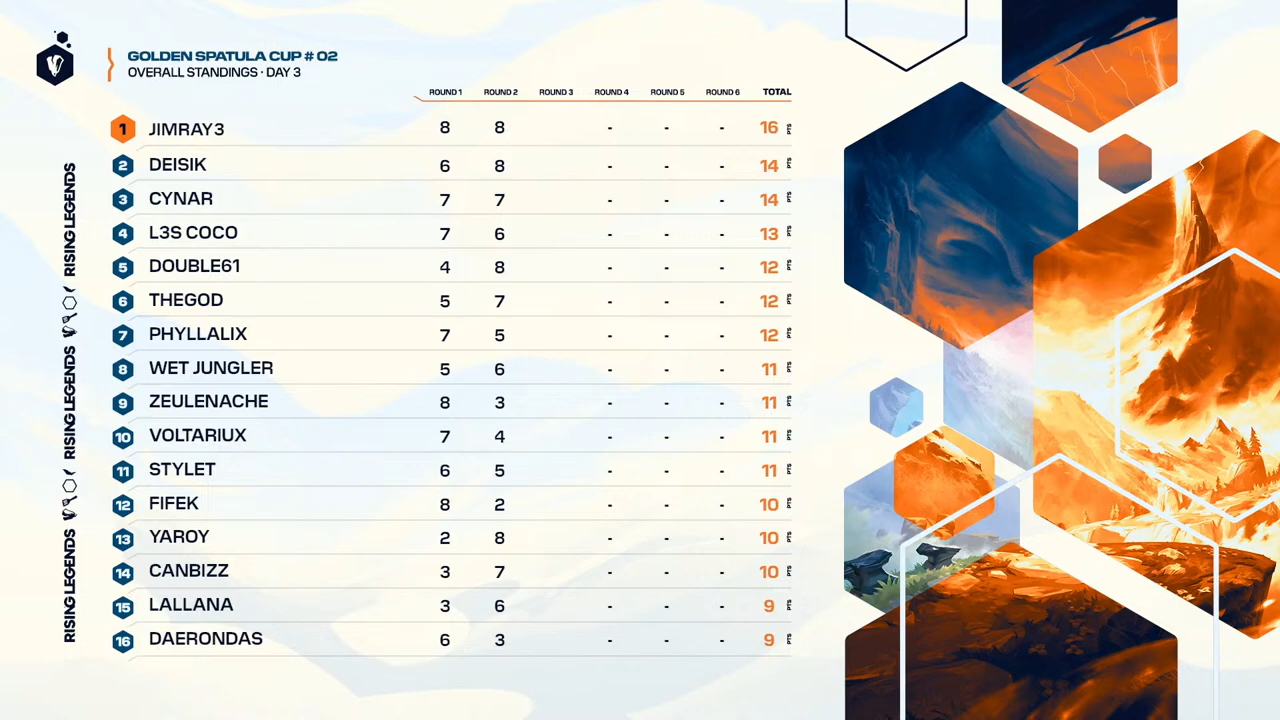 GOLDEN SPATULA CUP # 02
OVERALL STANDINGS · DAY 3
ROUND 1 ROUND 2 ROUND 3 ROUND 4 ROUND 5 ROUND 6 TOTAL
1 JIMRAY3 8 8 - - - 16 PTS
2 DEISIK 6 8 - - - 14 PTS
3 CYNAR 7 7 - - - 14 PTS
4 L3S COCO 7 6 - - - 13 PTS
5 DOUBLE61 4 8 - - - 12 PTS
6 THEGOD 5 7 - - - 12 PTS
7 PHYLLALIX 7 5 - - - 12 PTS
8 WET JUNGLER 5 6 - - - 11 PTS
9 ZEULENACHE 8 3 - - - 11 PTS
10 VOLTARIUX 7 4 - - - 11 PTS
11 STYLET 6 5 - - - 11 PTS
12 FIFEK 8 2 - - - 10 PTS
13 YAROY 2 8 - - - 10 PTS
14 CANBIZZ 3 7 - - - 10 PTS
15 LALLANA 3 6 - - - 9 PTS
16 DAERONDAS 6 3 - - - 9 PTS
RISING LEGENDS
RISING LEGENDS
RISING LEGENDS